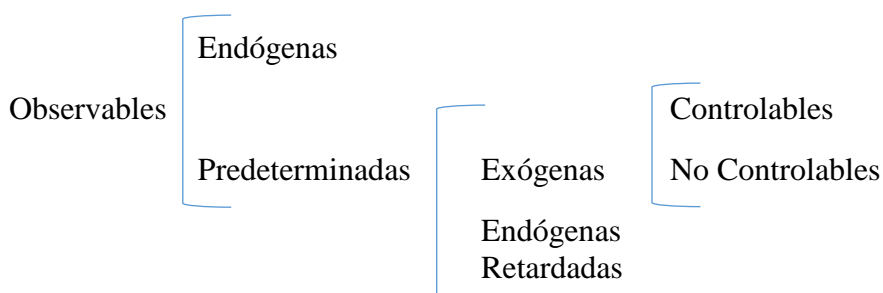 Endógenas
Observables
Controlables
Predeterminadas
Exógenas
No Controlables
Endógenas
Retardadas